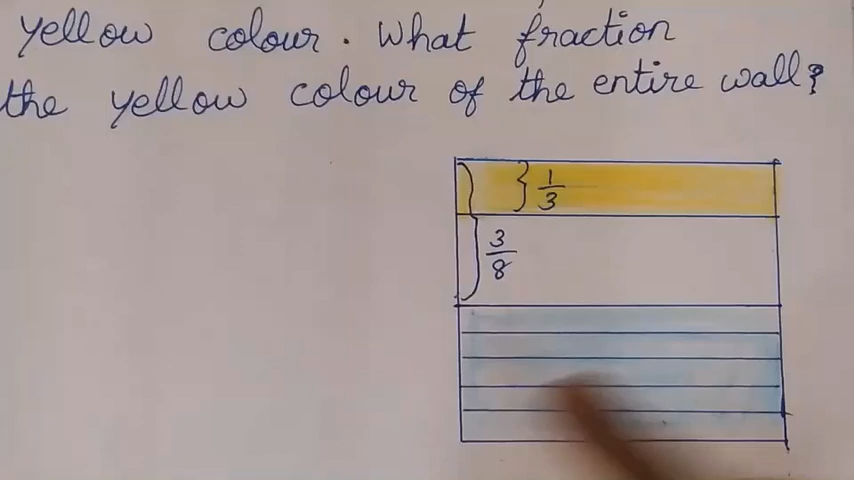 yellow colour. What fraction
the yellow colour of the entire wall?
1/3
3/8